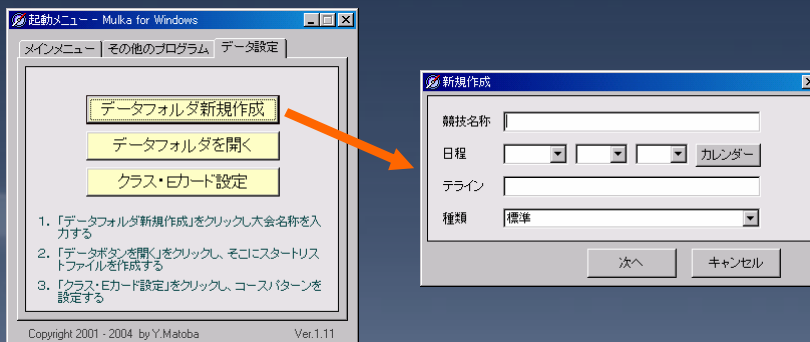 起動メニュー - Mulka for Windows
メインメニュー
その他のプログラム
データ設定
データフォルダ新規作成
データフォルダを開く
クラス・Eカード設定
1. 「データフォルダ新規作成」をクリックし大会名称を入
力する
2. 「データボタンを開く」をクリックし、そこにスタートリス
トファイルを作成する
3. 「クラス・Eカード設定」をクリックし、コースパターンを
設定する
Copyright 2001 - 2004 by Y.Matoba
Ver.1.11
新規作成
競技名称
日程
カレンダー
テライン
種類
標準
次へ
キャンセル